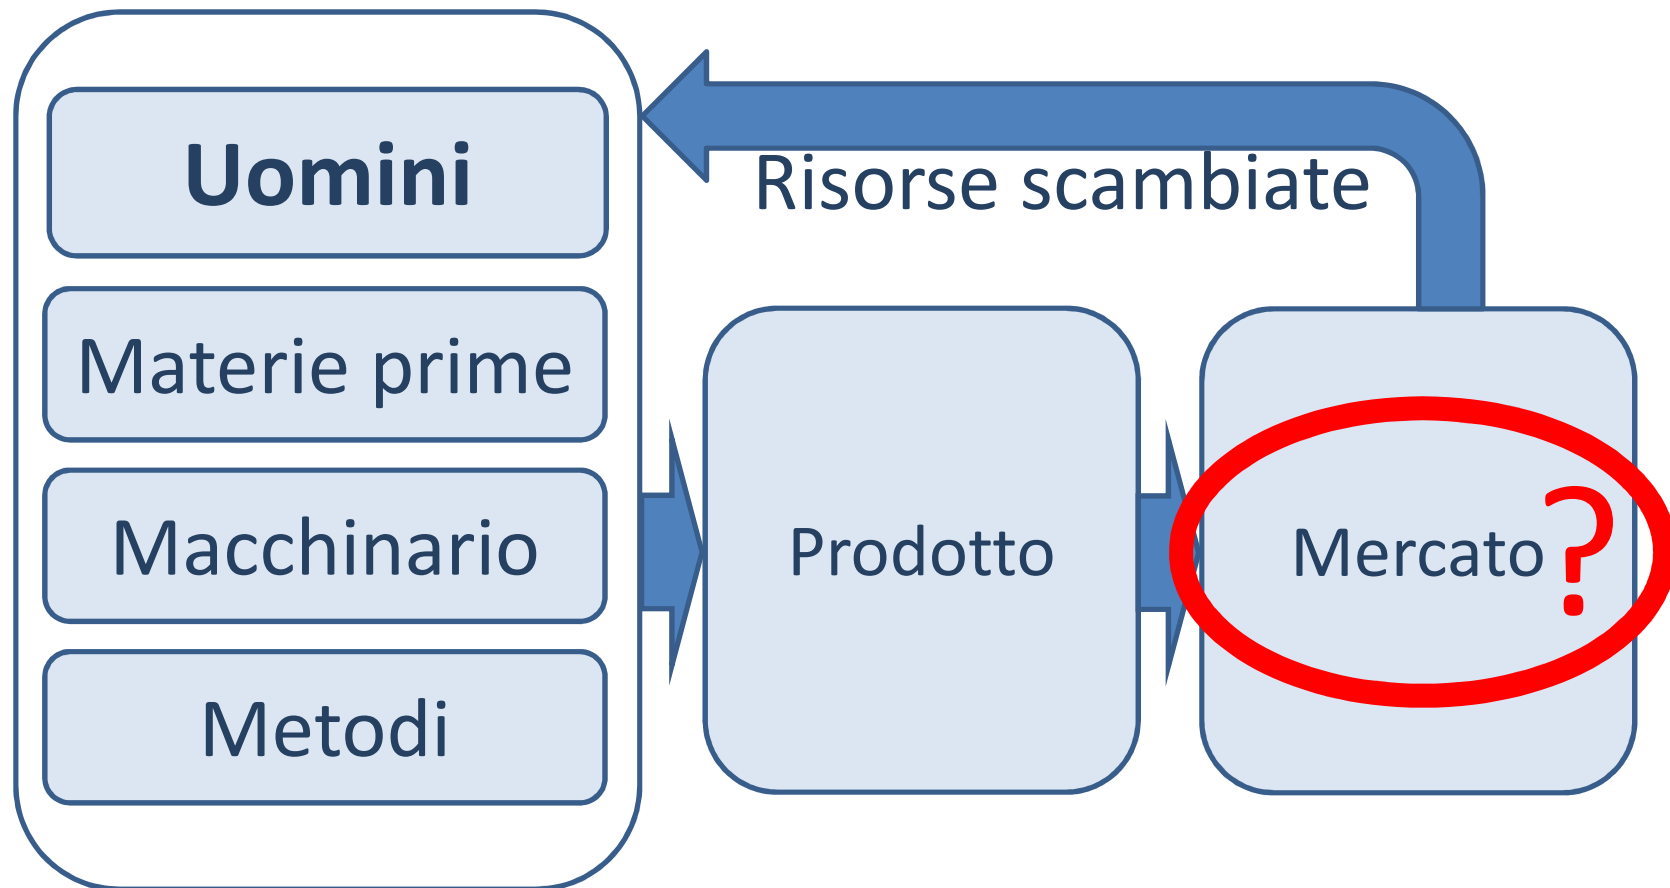 Uomini
Materie prime
Macchinario
Metodi
Risorse scambiate
Prodotto
Mercato ?